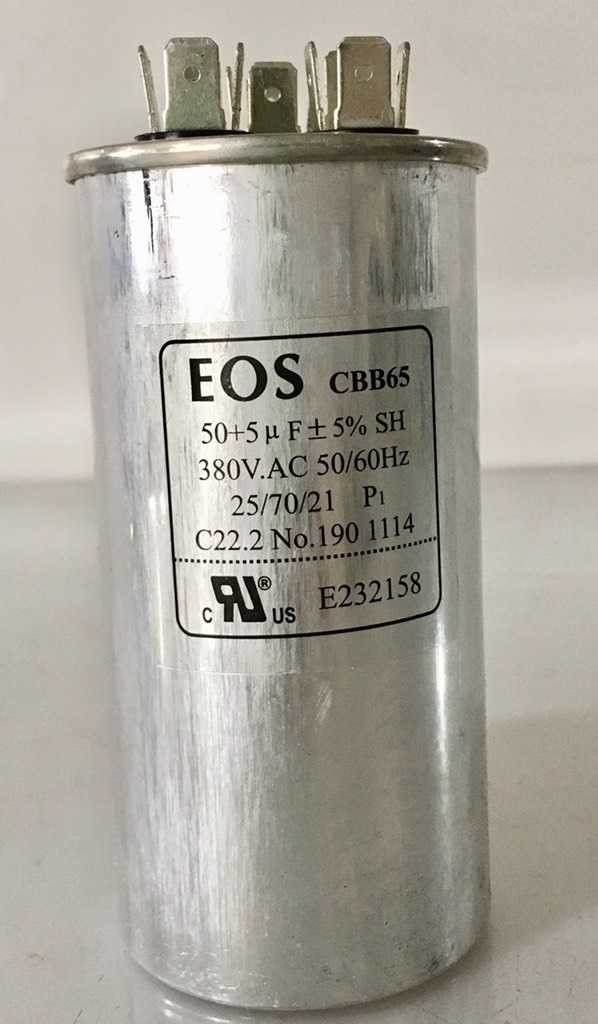 EOS CBB65
50+5 μ F ± 5% SH
380V.AC 50/60Hz
25/70/21 P1
C22.2 No.190 1114
c RU ® US E232158